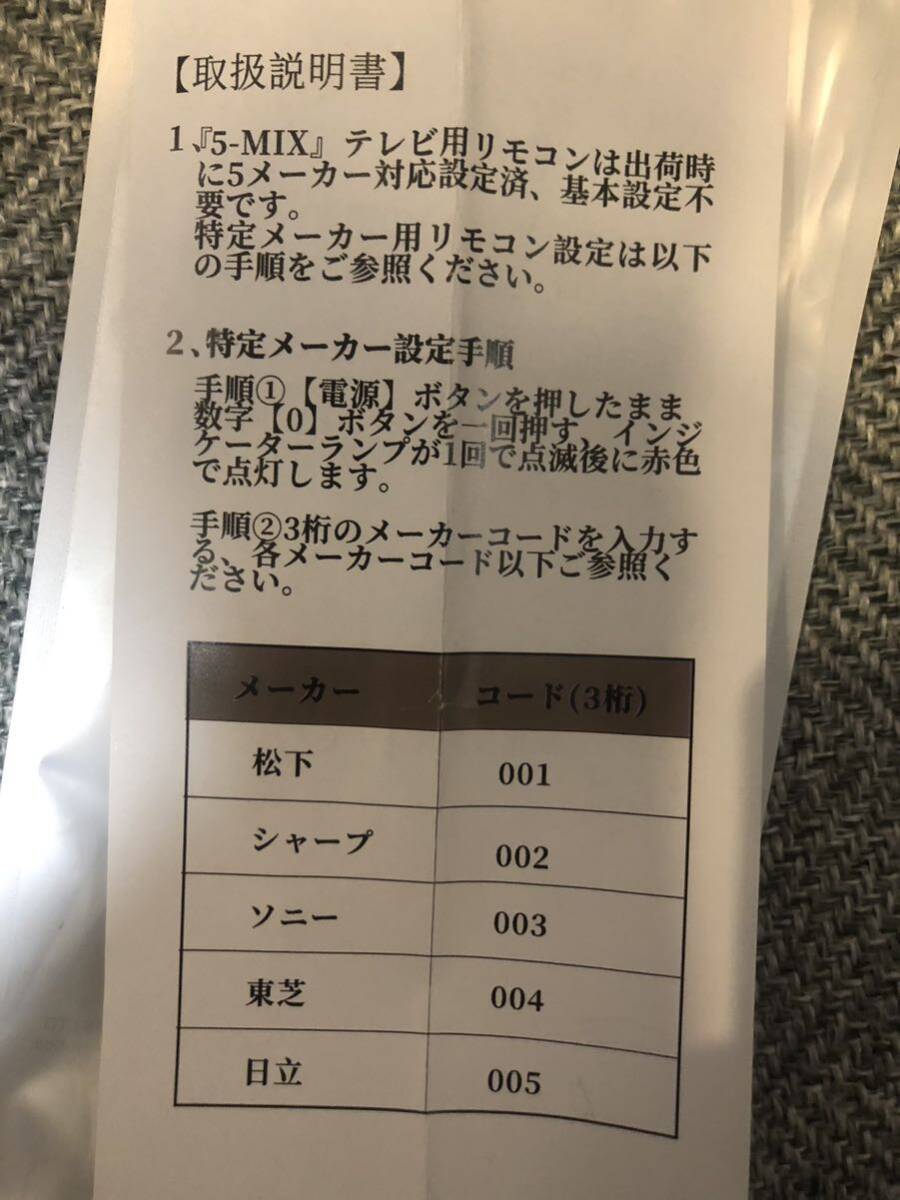 【取扱説明書】
1、『5-MIX』テレビ用リモコンは出荷時
に5メーカー対応設定済、基本設定不
要です。
特定メーカー用リモコン設定は以下
の手順をご参照ください。
2、特定メーカー設定手順
手順①【電源】ボタンを押したまま
数字【0】ボタンを一回押す、インジ
ケーターランプが1回で点滅後に赤色
で点灯します。
手順②3桁のメーカーコードを入力す
る、各メーカーコード以下ご参照く
ださい。
メーカー コード(3桁)
松下 001
シャープ 002
ソニー 003
東芝 004
日立 005